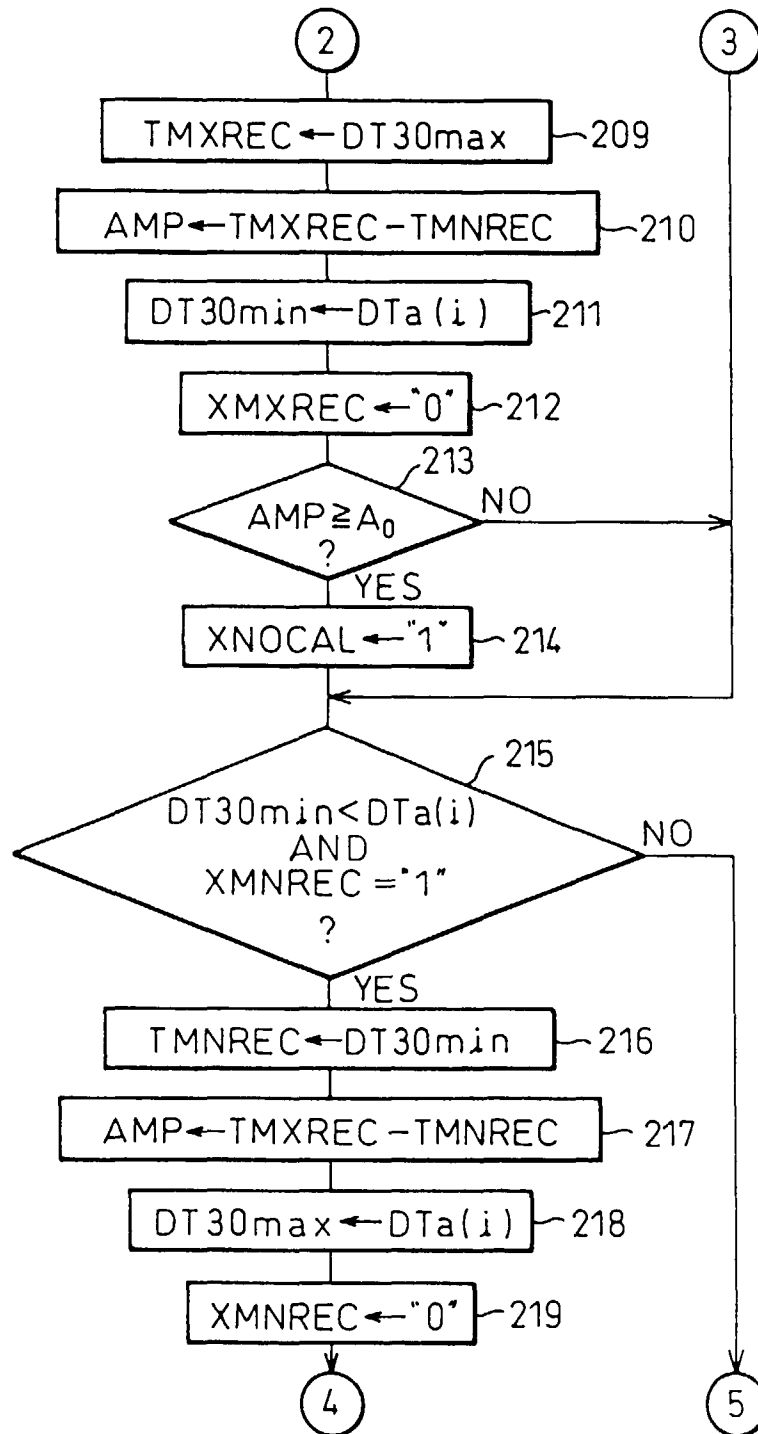 2
3
TMXREC←DT30max
209
AMP←TMXREC-TMNREC
210
DT30min←DTa(i)
211
XMXREC←"0"
212
213
AMP≧A₀
?
NO
YES
XNOCAL←"1"
214
215
DT30min<DTa(i)
AND
XMNREC="1"
?
NO
YES
TMNREC←DT30min
216
AMP←TMXREC-TMNREC
217
DT30max←DTa(i)
218
XMNREC←"0"
219
4
5